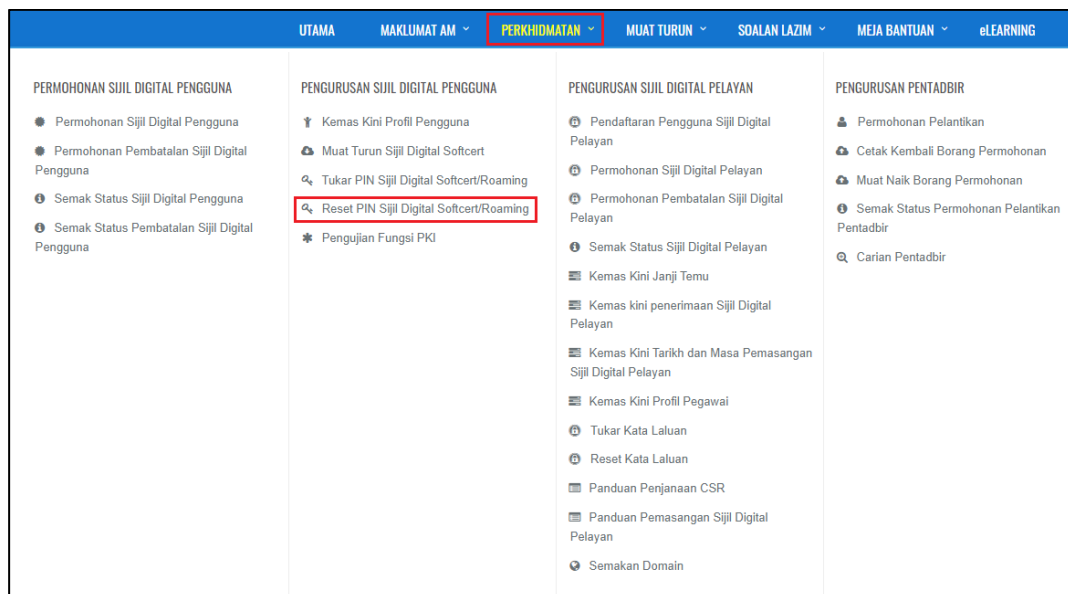 UTAMA MAKLUMAT AM PERKHIDMATAN MUAT TURUN SOALAN LAZIM MEJA BANTUAN eLEARNING
PERMOHONAN SIJIL DIGITAL PENGGUNA
Permohonan Sijil Digital Pengguna
Permohonan Pembatalan Sijil Digital
Pengguna
Semak Status Sijil Digital Pengguna
Semak Status Pembatalan Sijil Digital
Pengguna
PENGURUSAN SIJIL DIGITAL PENGGUNA
Kemas Kini Profil Pengguna
Muat Turun Sijil Digital Softcert
Tukar PIN Sijil Digital Softcert/Roaming
Reset PIN Sijil Digital Softcert/Roaming
Pengujian Fungsi PKI
PENGURUSAN SIJIL DIGITAL PELAYAN
Pendaftaran Pengguna Sijil Digital
Pelayan
Permohonan Sijil Digital Pelayan
Permohonan Pembatalan Sijil Digital
Pelayan
Semak Status Sijil Digital Pelayan
Kemas Kini Janji Temu
Kemas kini penerimaan Sijil Digital
Pelayan
Kemas Kini Tarikh dan Masa Pemasangan
Sijil Digital Pelayan
Kemas Kini Profil Pegawai
Tukar Kata Laluan
Reset Kata Laluan
Panduan Penjanaan CSR
Panduan Pemasangan Sijil Digital
Pelayan
Semakan Domain
PENGURUSAN PENTADBIR
Permohonan Pelantikan
Cetak Kembali Borang Permohonan
Muat Naik Borang Permohonan
Semak Status Permohonan Pelantikan
Pentadbir
Carian Pentadbir